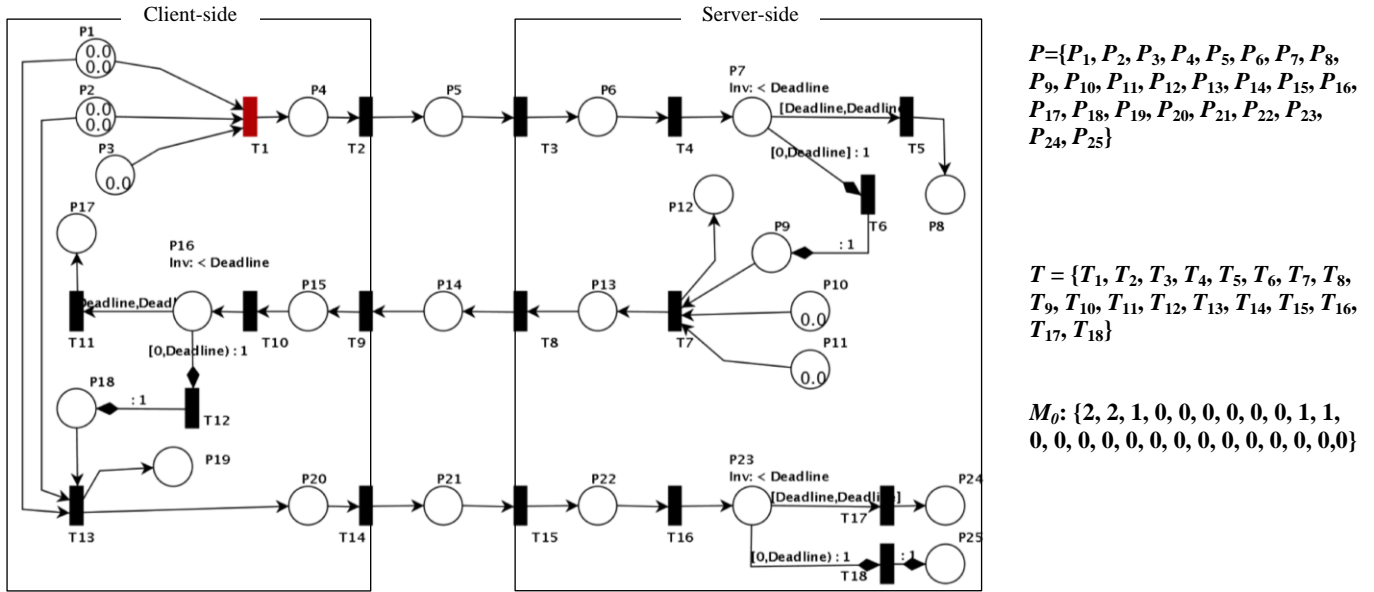 Client-side
Server-side
P1
0.0
0.0
P2
0.0
0.0
P3
0.0
T1
P4
T2
P5
T3
P6
T4
P7
Inv: < Deadline
[Deadline,Deadline
T5
[0,Deadline] : 1
T6
P8
P17
P12
P9
: 1
P16
Inv: < Deadline
Deadline,Deadl
T11
T10
P15
T9
P14
T8
P13
T7
P10
0.0
P11
0.0
[0,Deadline) : 1
P18
: 1
T12
P19
T13
P20
T14
P21
T15
P22
T16
P23
Inv: < Deadline
[Deadline,Deadline]
T17
P24
[0,Deadline) : 1
T18
: 1
P25
P={P1, P2, P3, P4, P5, P6, P7, P8,
P9, P10, P11, P12, P13, P14, P15, P16,
P17, P18, P19, P20, P21, P22, P23,
P24, P25}
T = {T1, T2, T3, T4, T5, T6, T7, T8,
T9, T10, T11, T12, T13, T14, T15, T16,
T17, T18}
M0: {2, 2, 1, 0, 0, 0, 0, 0, 0, 1, 1,
0, 0, 0, 0, 0, 0, 0, 0, 0, 0, 0, 0, 0,0}